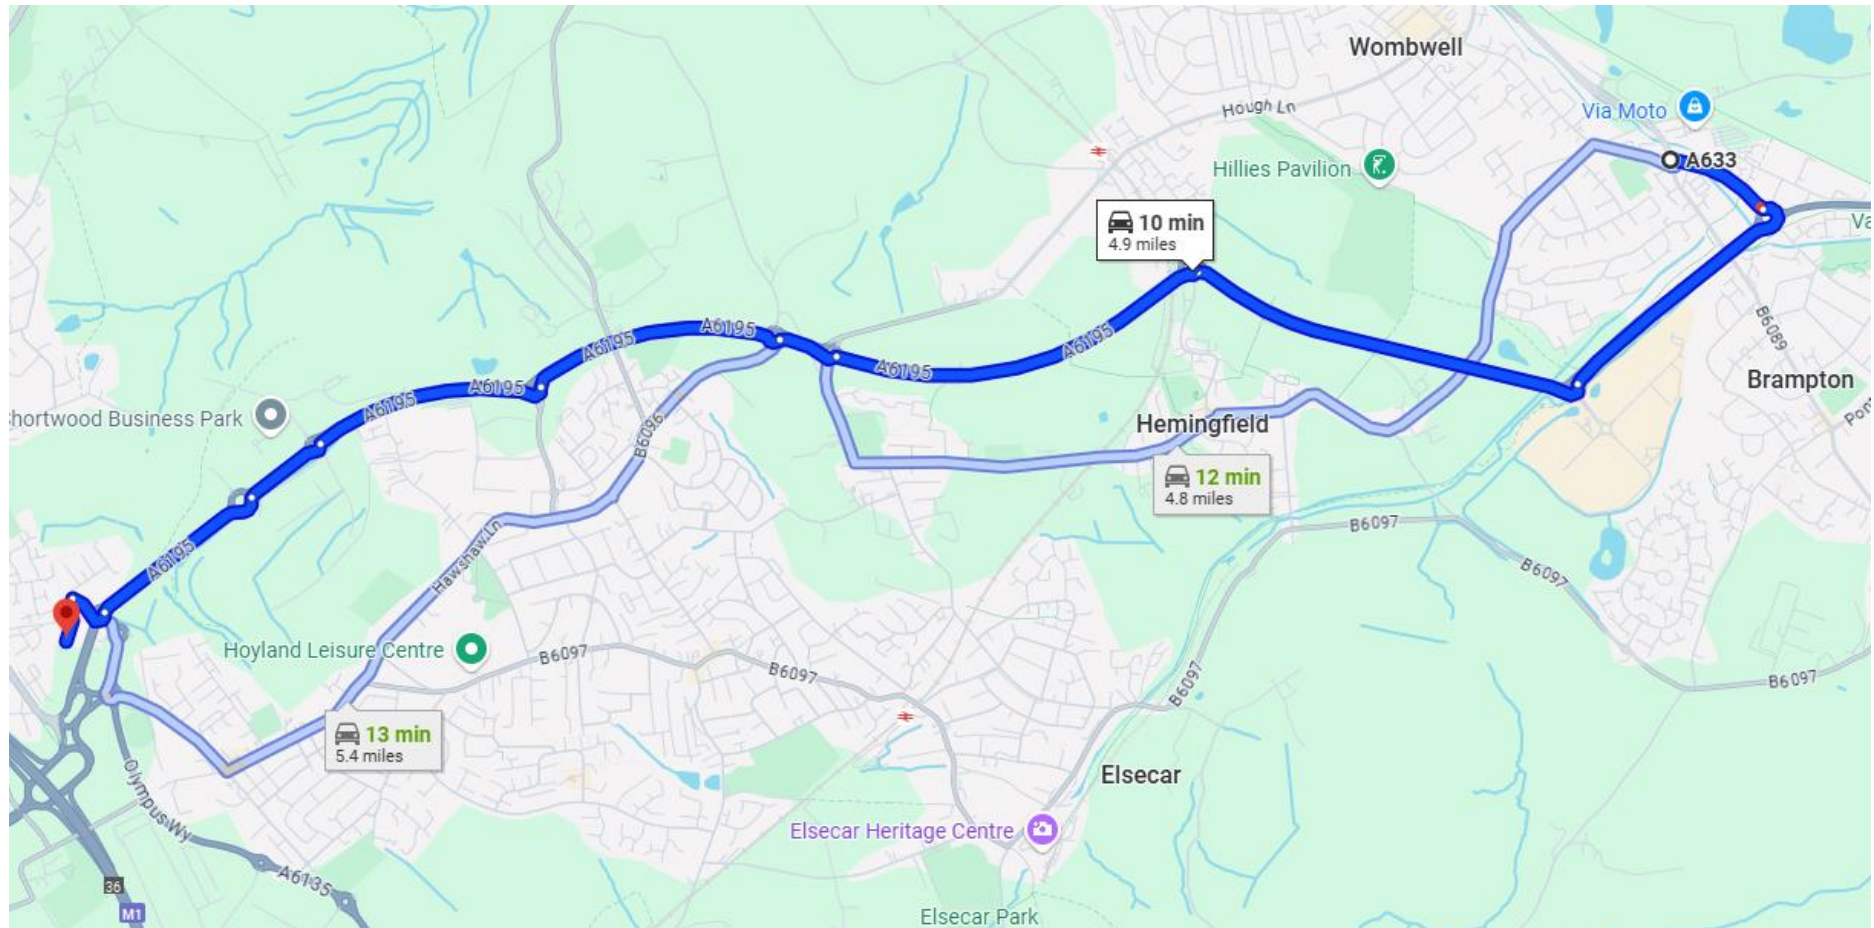 Wombwell
Hough Ln
Via Moto
A633
Hillies Pavilion
10 min
4.9 miles
Va
B6089
A6195
A6195
A6195
A6195
A6195
A6195
Brampton
Pon
hortwood Business Park
Hemingfield
B6096
12 min
4.8 miles
B6097
B6097
A6195
Hawshaw Ln
Hoyland Leisure Centre
B6097
B6097
B6097
B6097
13 min
5.4 miles
Olympus Wy
Elsecar
Elsecar Heritage Centre
A6135
36
M1
Elsecar Park